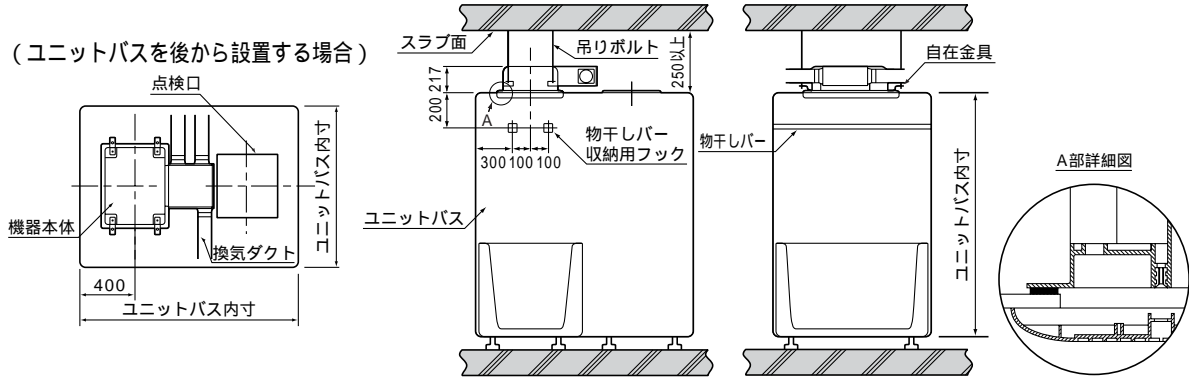 (ユニットバスを後から設置する場合)
点検口
機器本体
換気ダクト
400
ユニットバス内寸
ユニットバス内寸
スラブ面
吊りボルト
217
200
250以上
A
300 100 100
物干しバー
収納用フック
ユニットバス
自在金具
物干しバー
ユニットバス内寸
A部詳細図